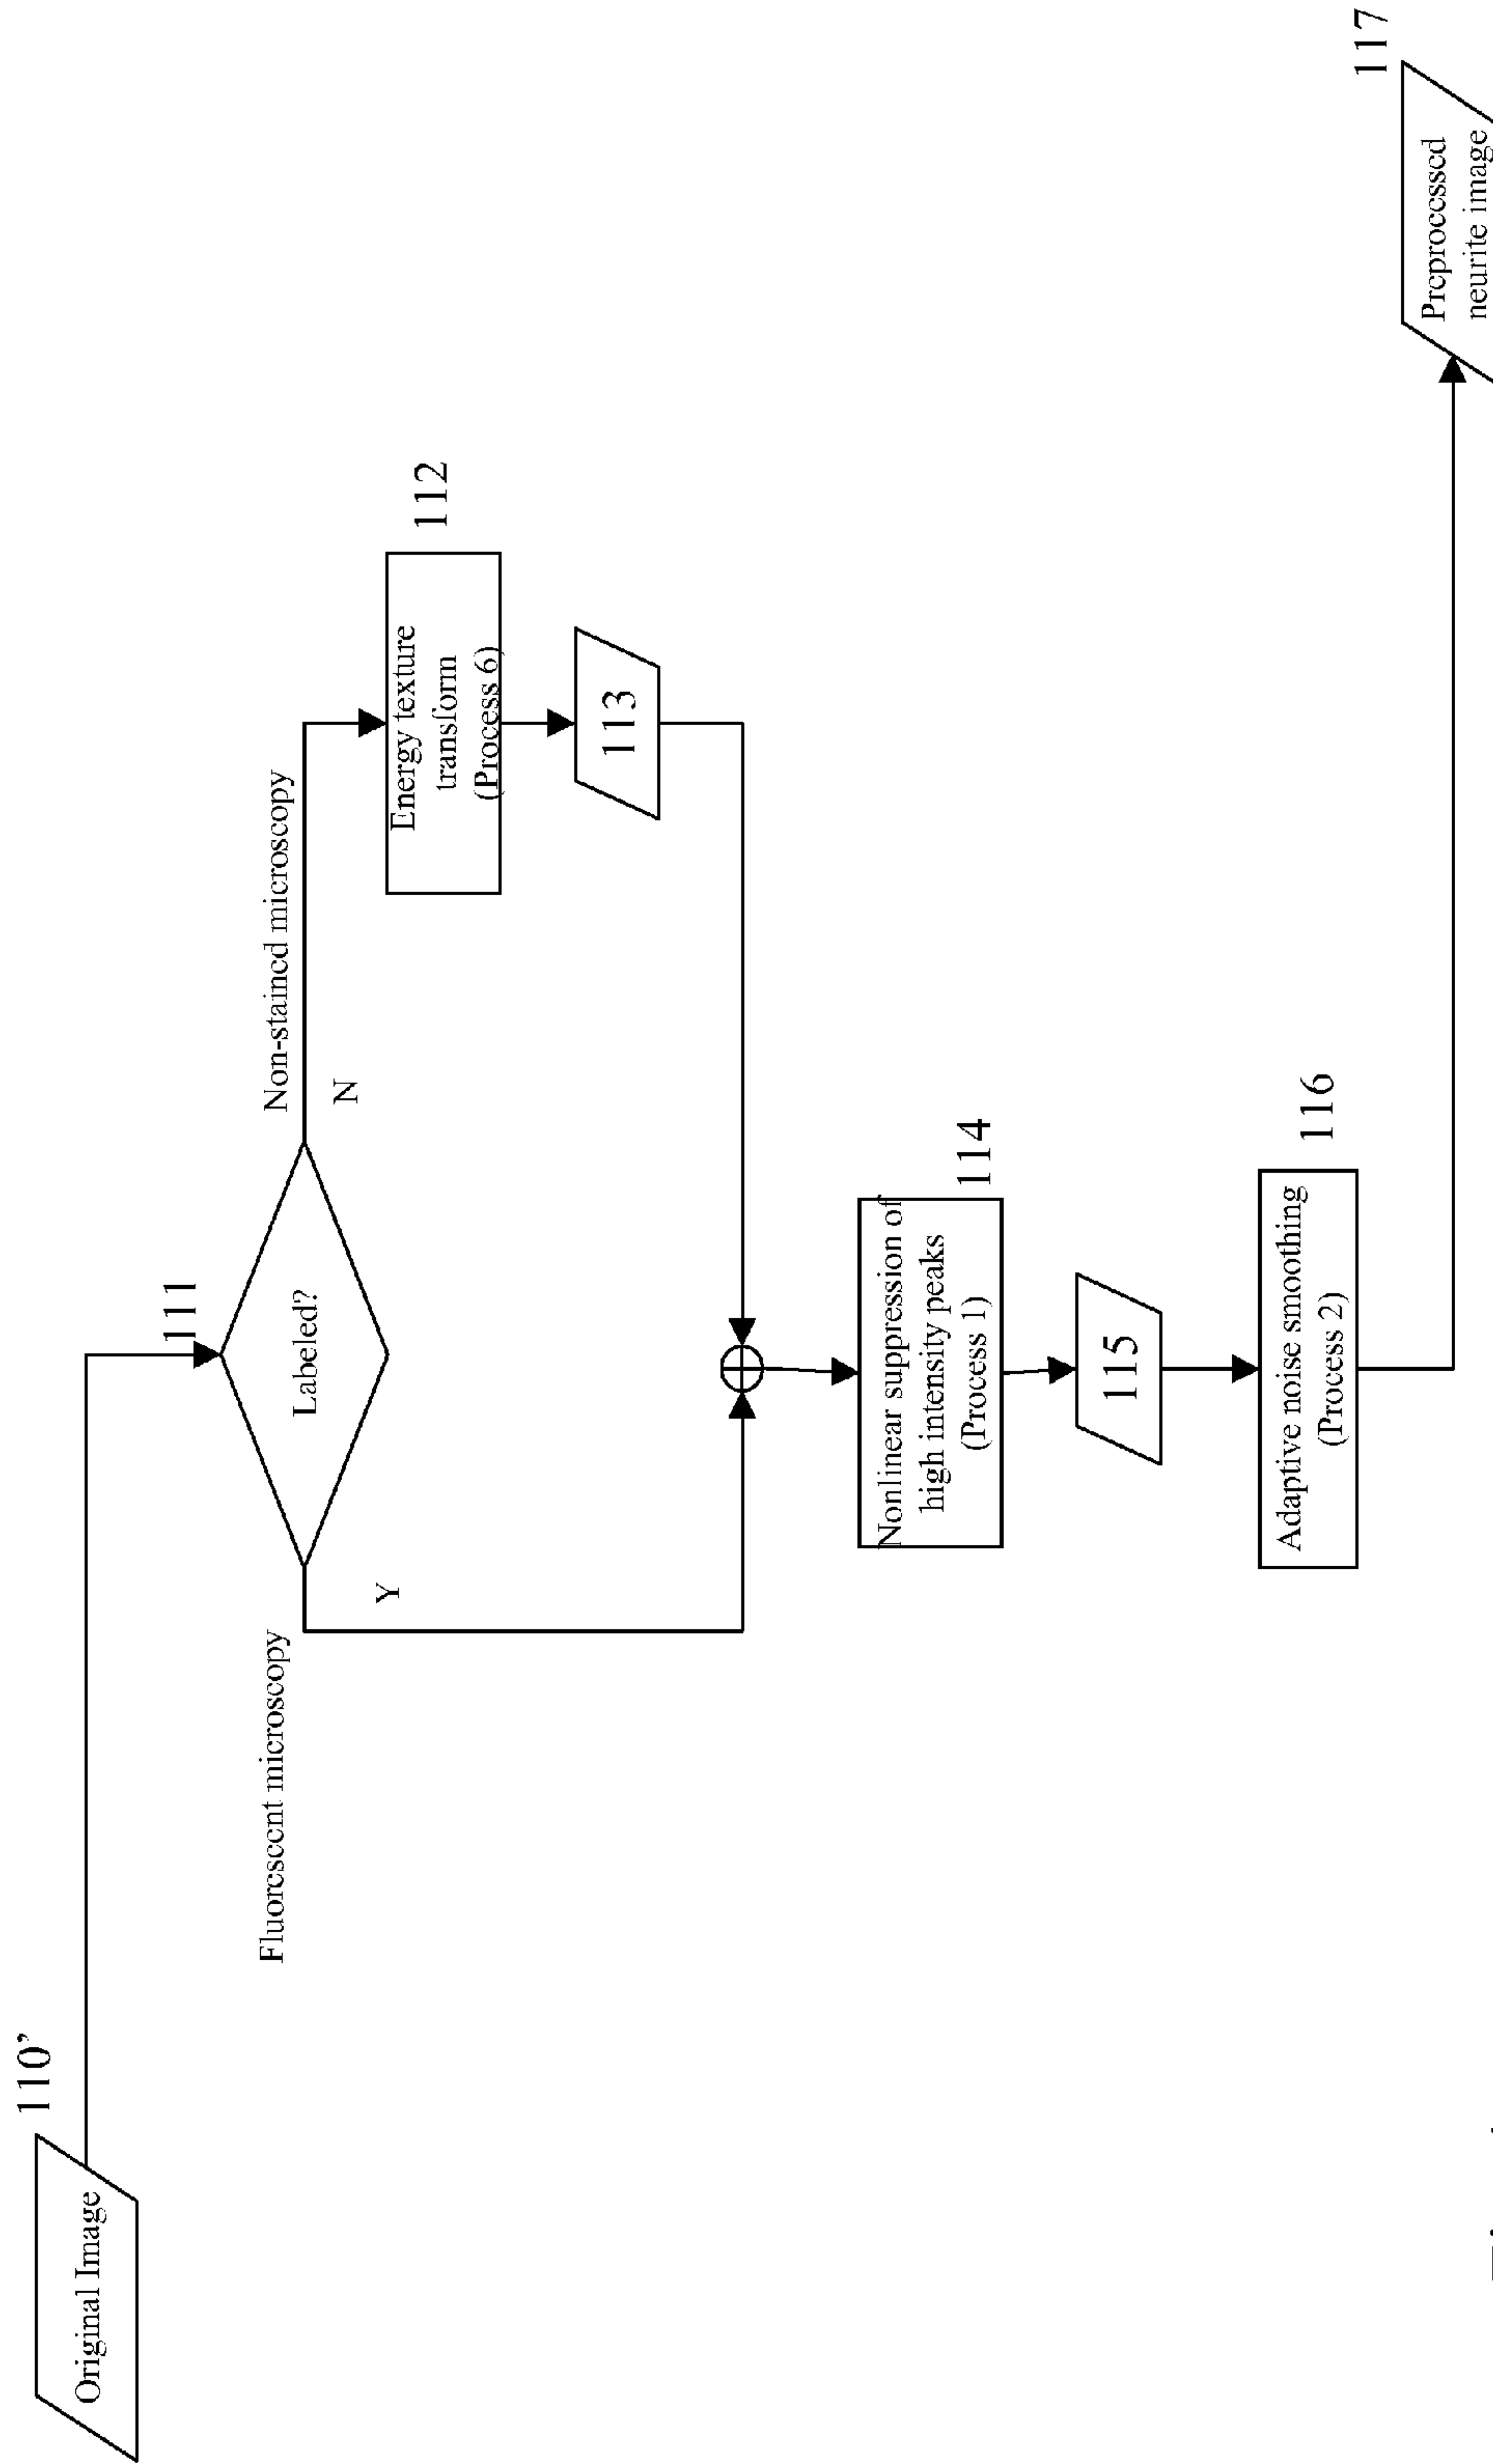 110’
Original Image
111
Labeled?
Fluorescent microscopy
Y
Non-stained microscopy
N
112
Energy texture
transform
(Process 6)
113
114
Nonlinear suppression of
high intensity peaks
(Process 1)
115
116
Adaptive noise smoothing
(Process 2)
117
Preprocessed
neurite image